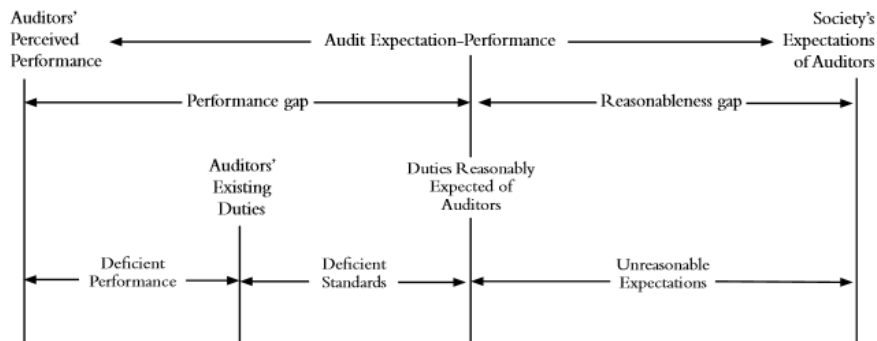 Auditors'
Perceived
Performance
Audit Expectation–Performance
Society's
Expectations
of Auditors
Performance gap
Reasonableness gap
Auditors'
Existing
Duties
Duties Reasonably
Expected of
Auditors
Deficient
Performance
Deficient
Standards
Unreasonable
Expectations